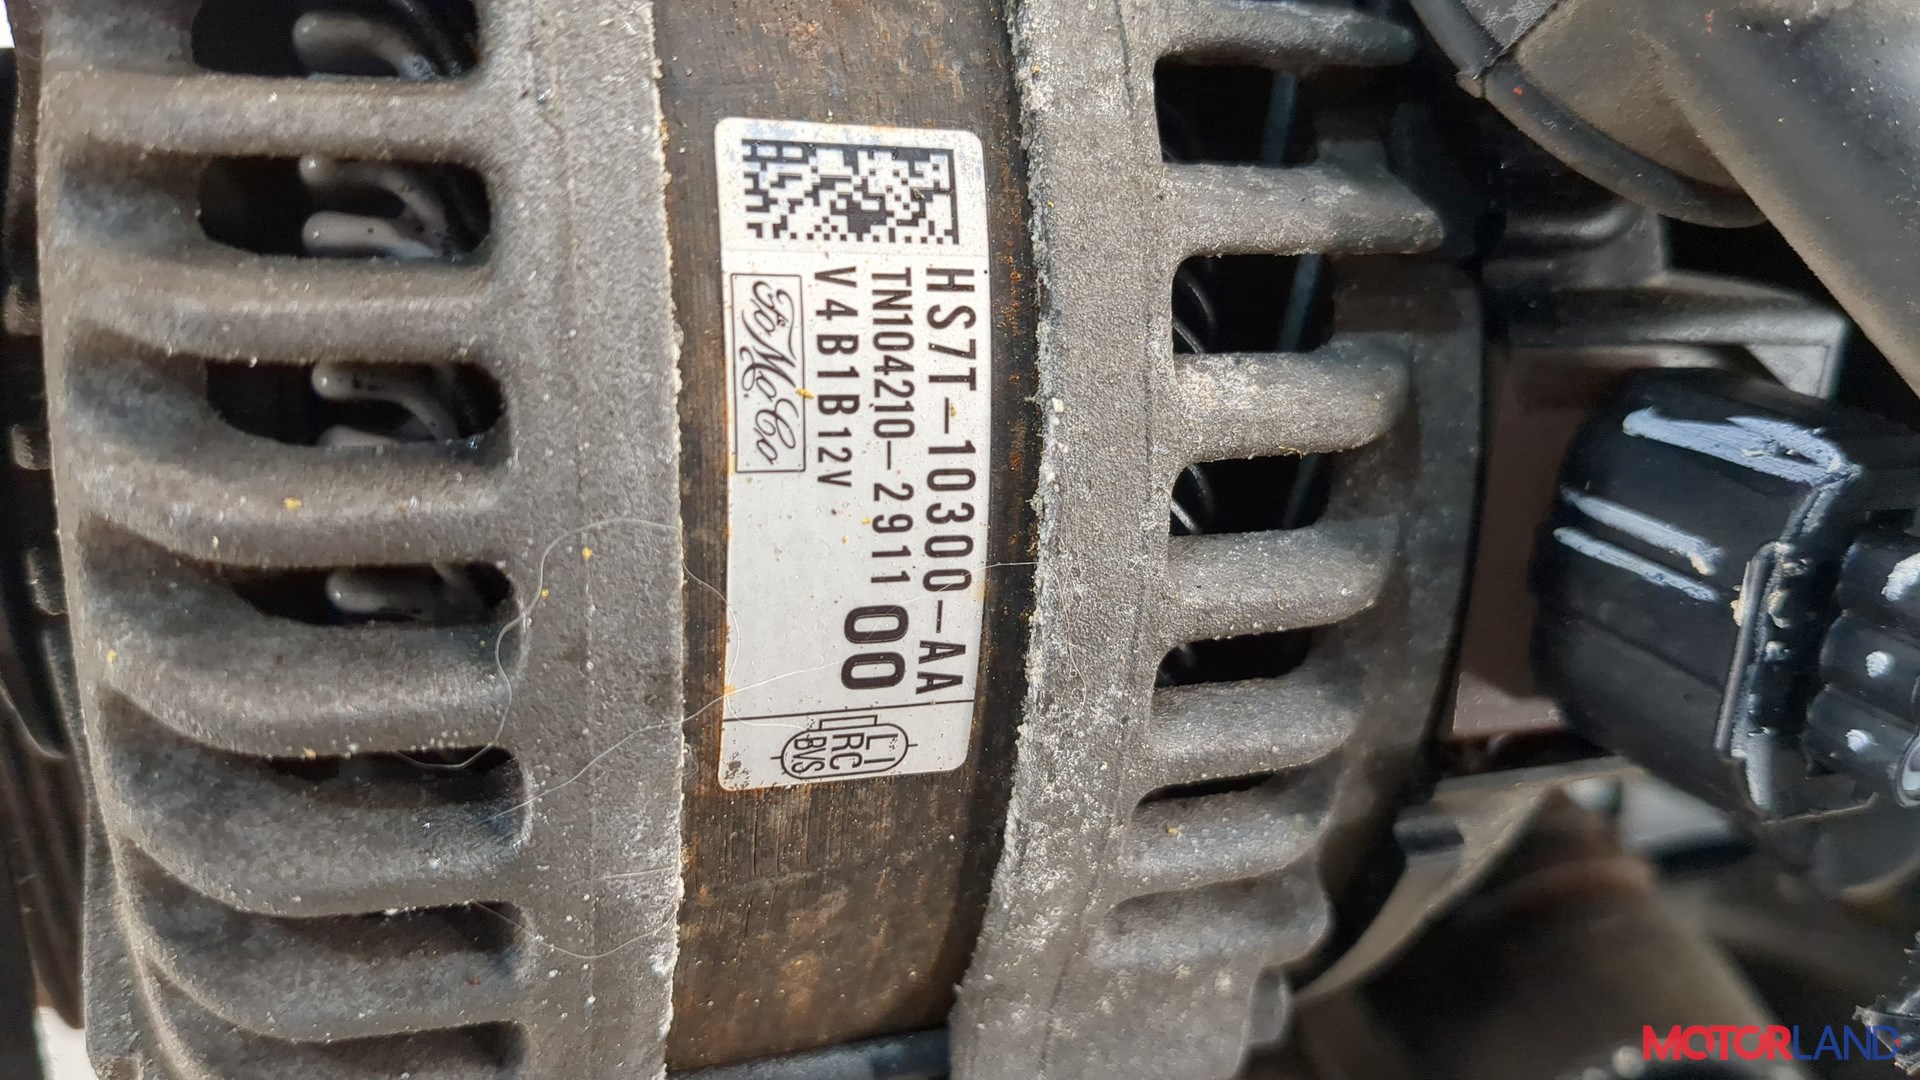 HS7T-10300-AA
TN104210-2911 00
V4B1B12V
FoMoCo
LI
RC
BVS
MOTORLAND